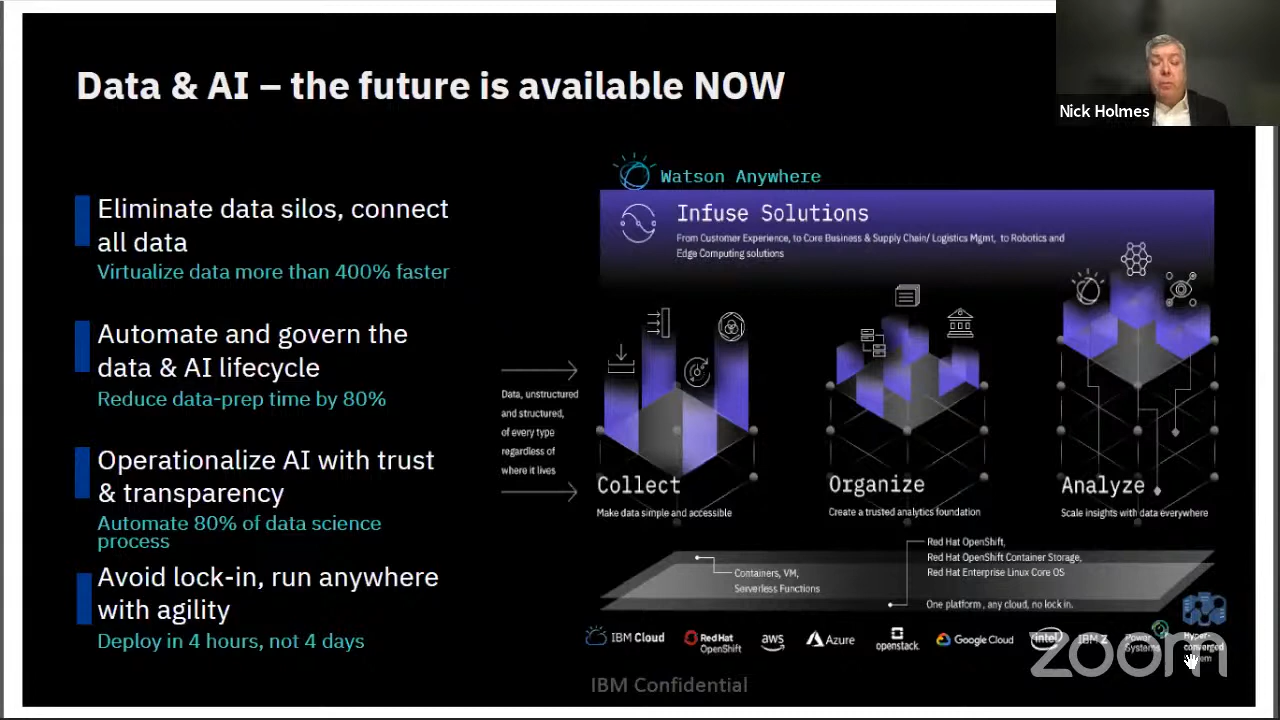 Data & AI – the future is available NOW
Nick Holmes
Eliminate data silos, connect
all data
Virtualize data more than 400% faster
Automate and govern the
data & AI lifecycle
Reduce data-prep time by 80%
Operationalize AI with trust
& transparency
Automate 80% of data science
process
Avoid lock-in, run anywhere
with agility
Deploy in 4 hours, not 4 days
Watson Anywhere
Infuse Solutions
From Customer Experience, to Core Business & Supply Chain/ Logistics Mgmt, to Robotics and
Edge Computing solutions
Data, unstructured
and structured,
of every type
regardless of
where it lives
Collect
Make data simple and accessible
Organize
Create a trusted analytics foundation
Analyze
Scale insights with data everywhere
Containers, VM,
Serverless Functions
Red Hat OpenShift,
Red Hat OpenShift Container Storage,
Red Hat Enterprise Linux Core OS
One platform, any cloud, no lock in.
IBM Cloud
Red Hat
OpenShift
aws
Azure
openstack.
Google Cloud
intel
IBM Z
Power
Systems
Hyper-
converged
zoom
IBM Confidential